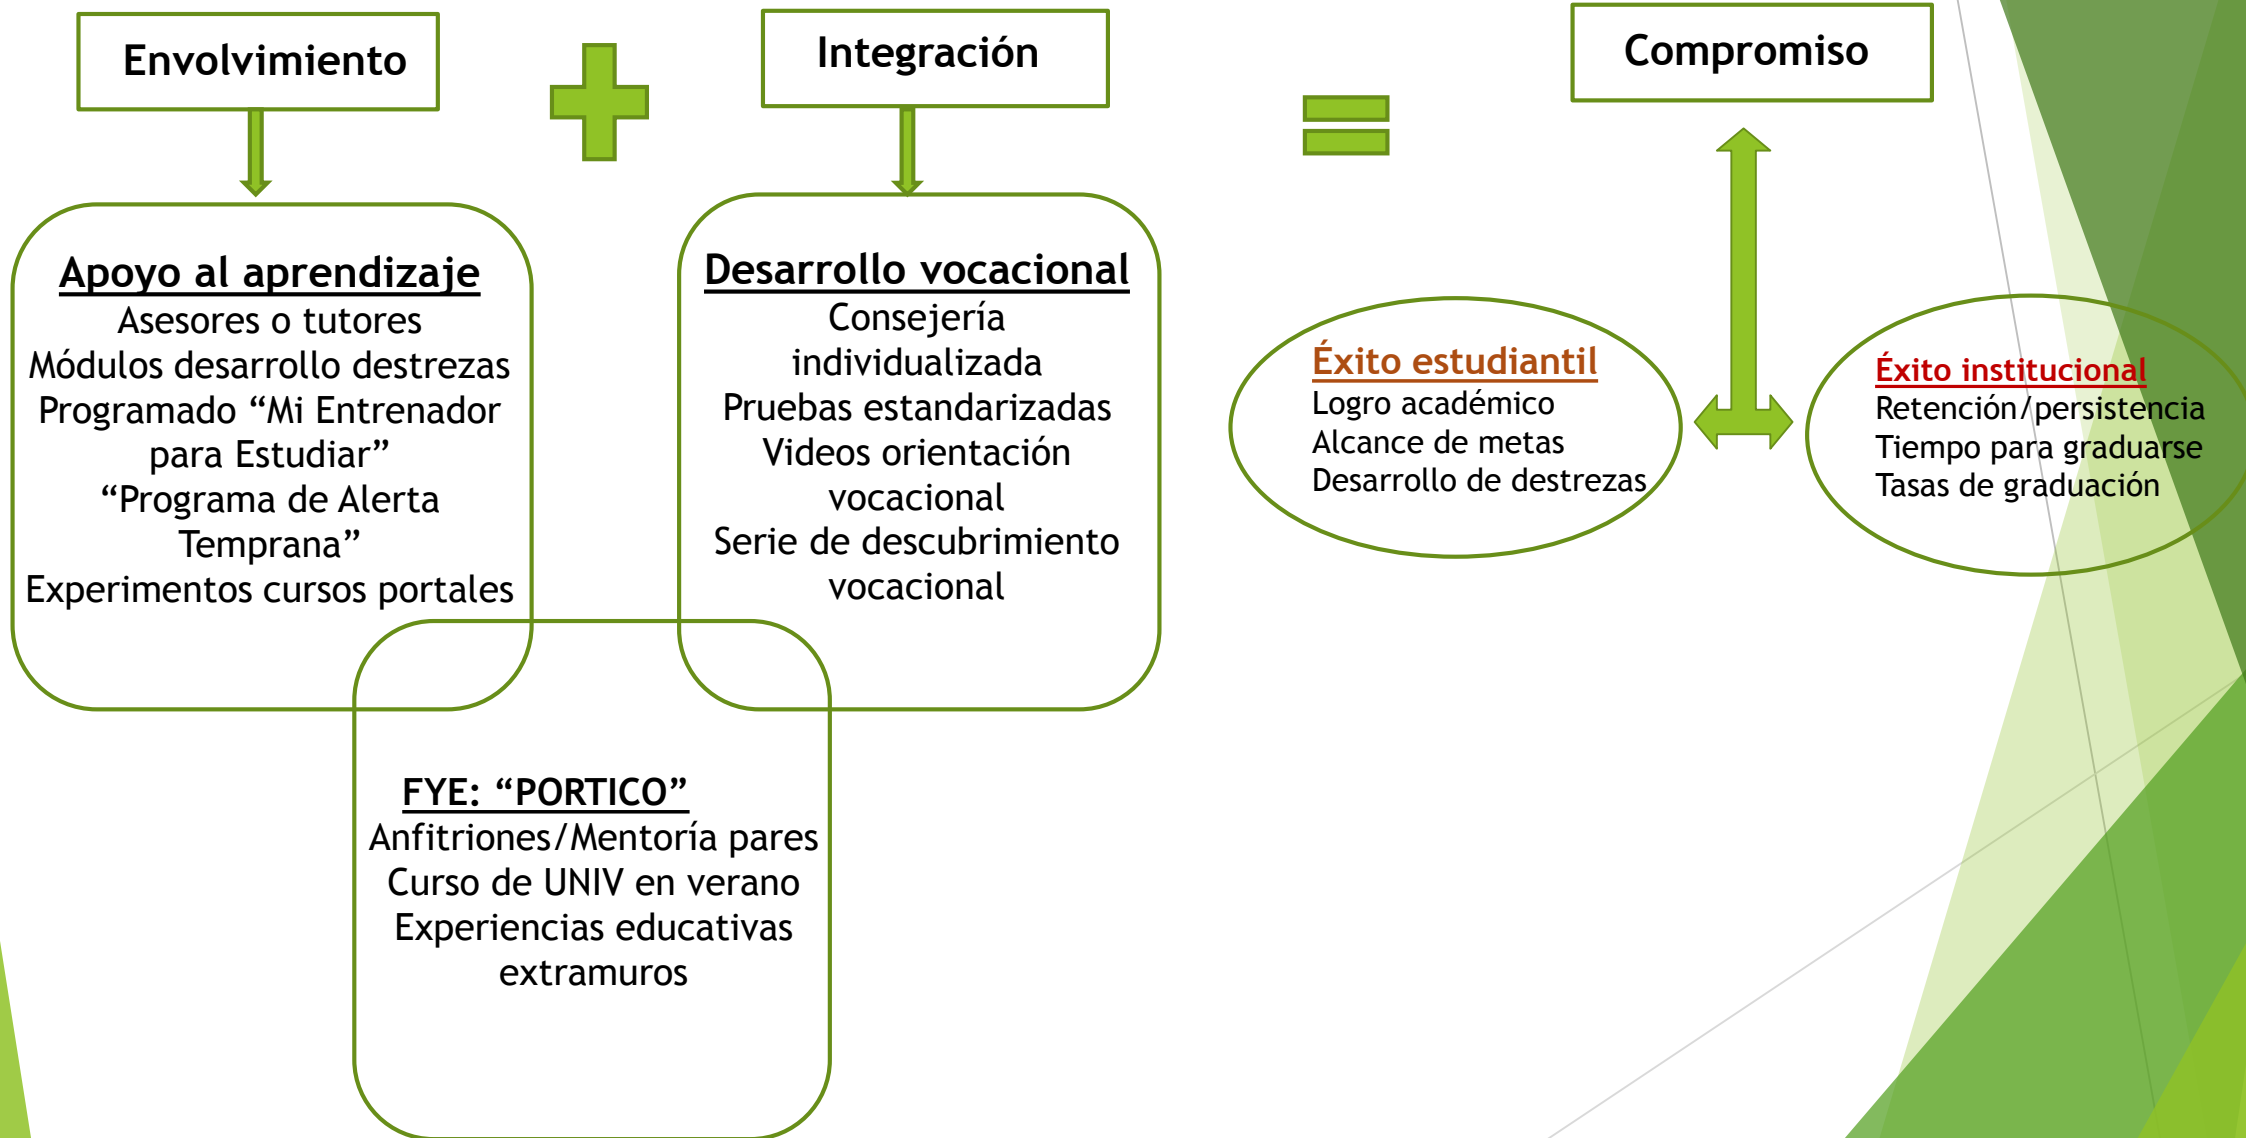 Envolvimiento
Integración
Compromiso
Apoyo al aprendizaje
Asesores o tutores
Módulos desarrollo destrezas
Programado “Mi Entrenador
para Estudiar”
“Programa de Alerta
Temprana”
Experimentos cursos portales
Desarrollo vocacional
Consejería
individualizada
Pruebas estandarizadas
Videos orientación
vocacional
Serie de descubrimiento
vocacional
Éxito estudiantil
Logro académico
Alcance de metas
Desarrollo de destrezas
Éxito institucional
Retención/persistencia
Tiempo para graduarse
Tasas de graduación
FYE: “PORTICO”
Anfitriones/Mentoría pares
Curso de UNIV en verano
Experiencias educativas
extramuros